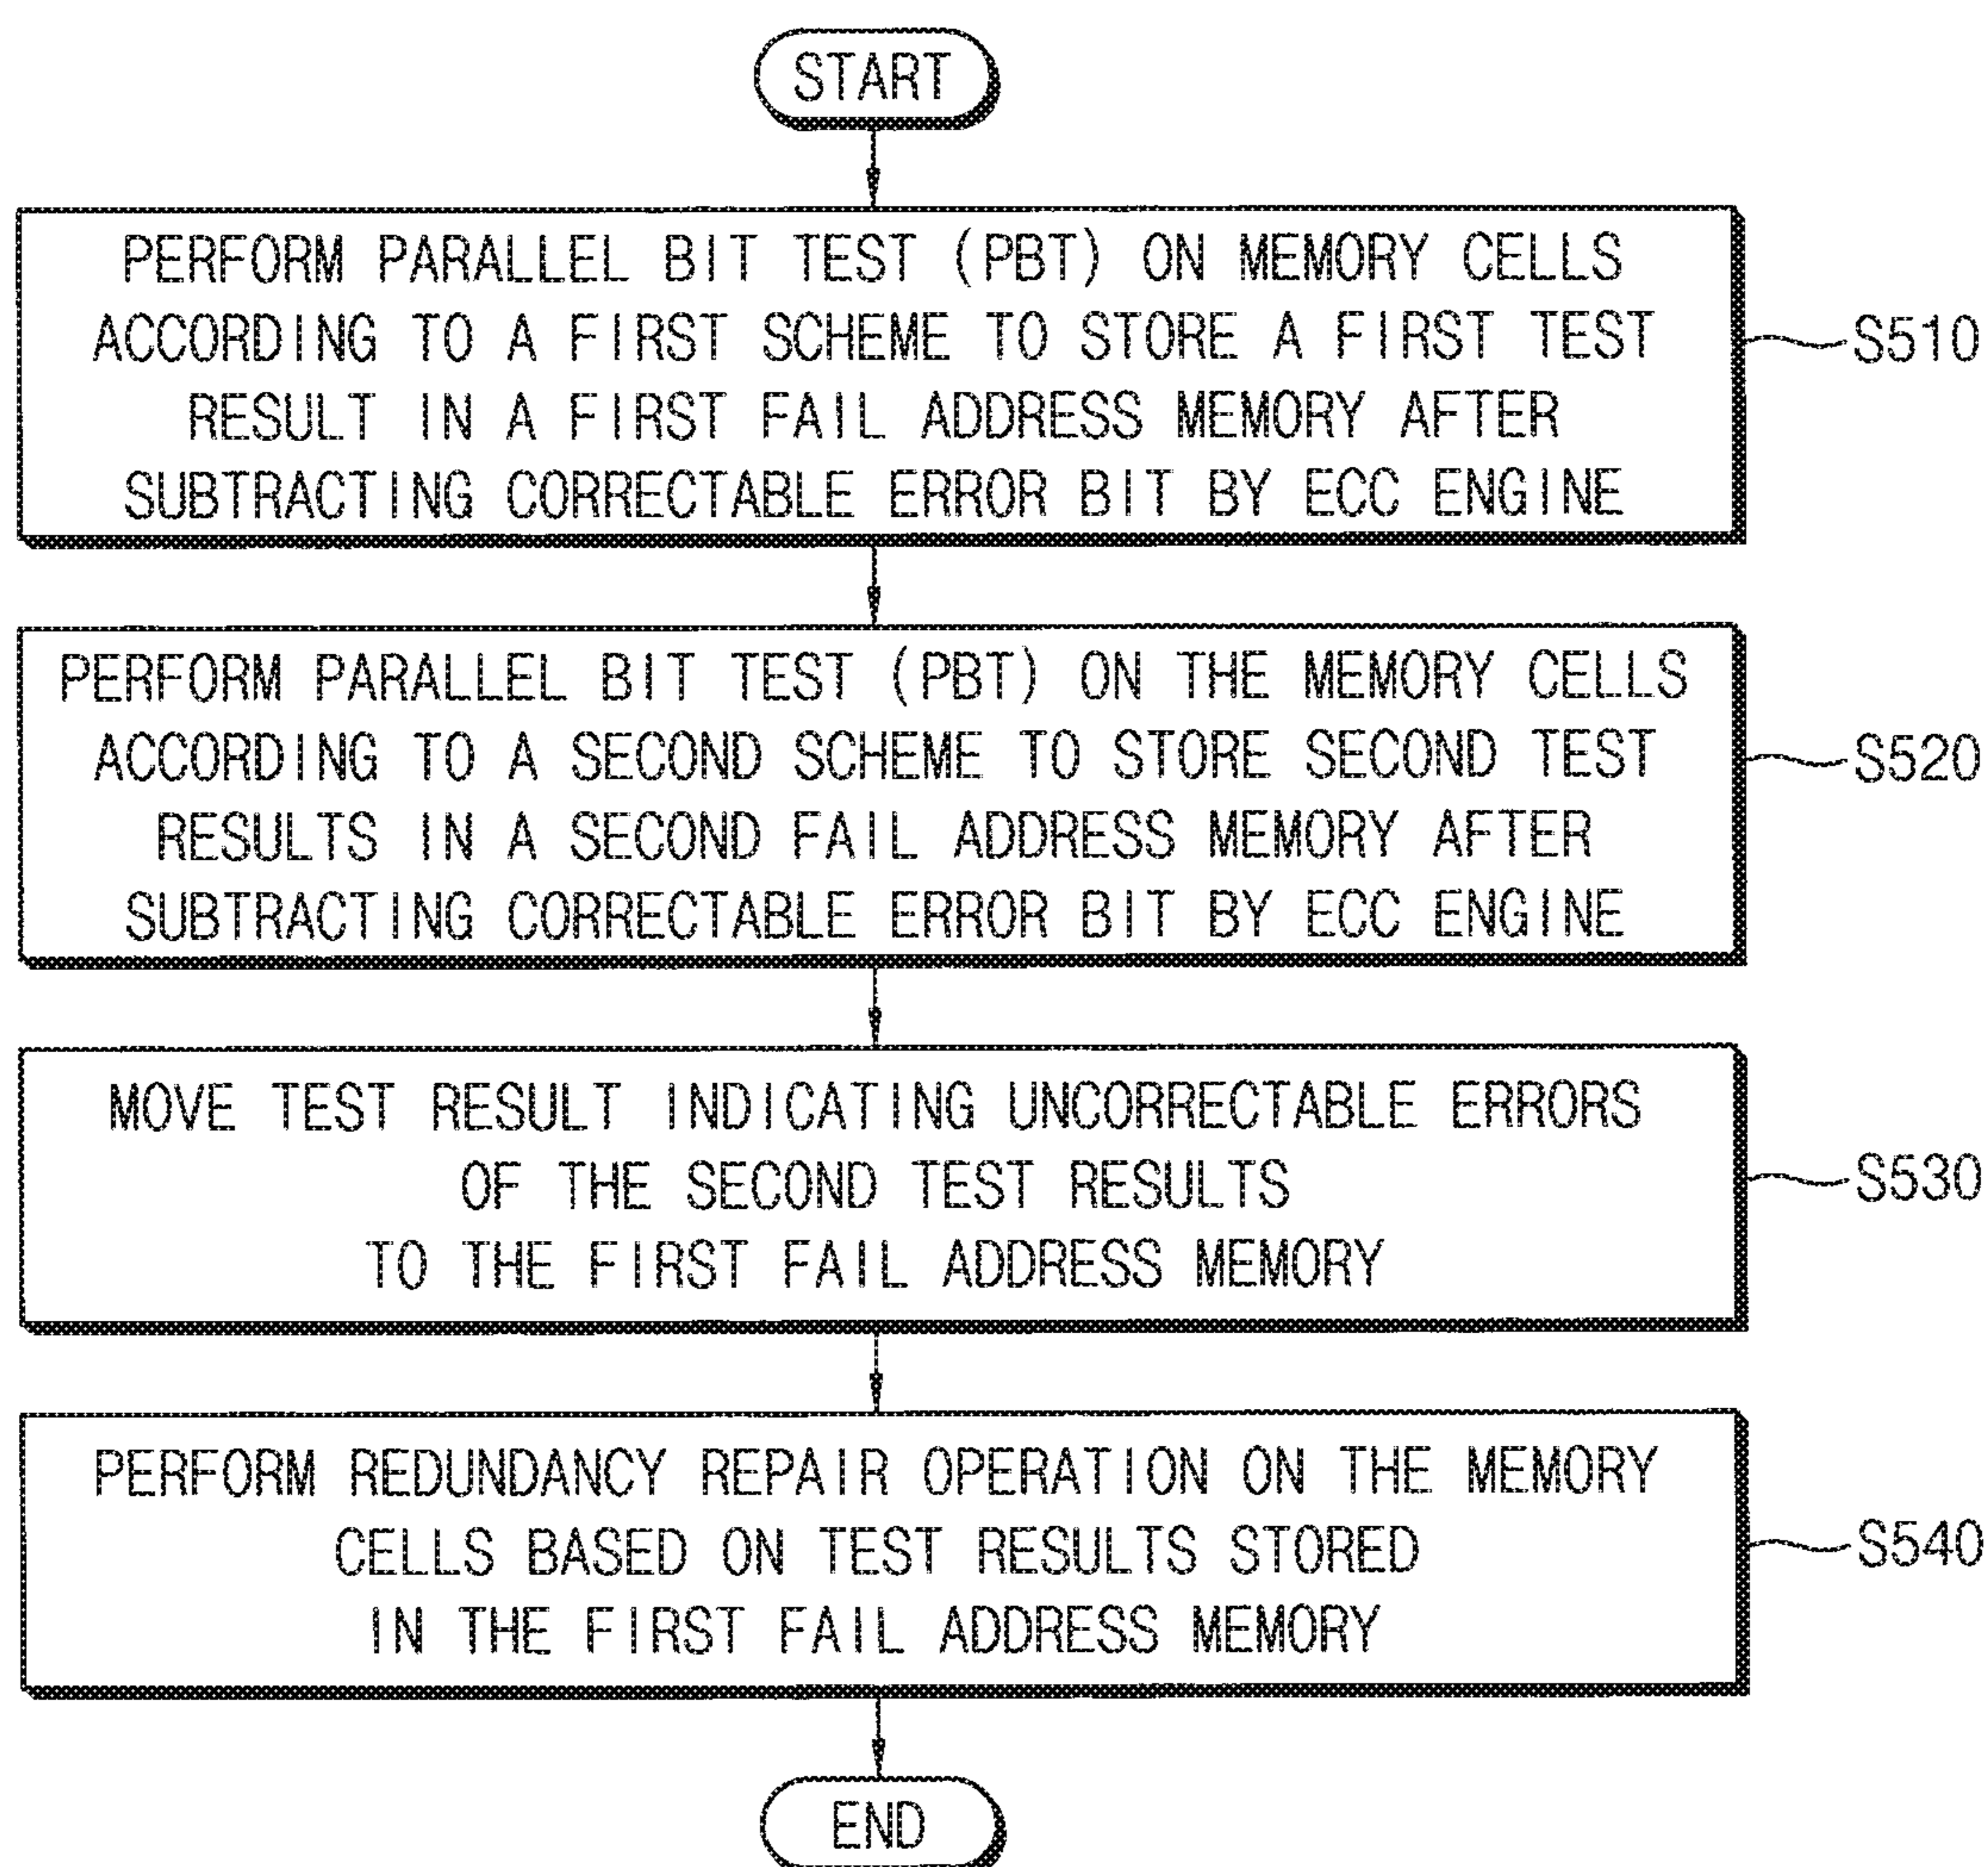 START
PERFORM PARALLEL BIT TEST (PBT) ON MEMORY CELLS
ACCORDING TO A FIRST SCHEME TO STORE A FIRST TEST
RESULT IN A FIRST FAIL ADDRESS MEMORY AFTER
SUBTRACTING CORRECTABLE ERROR BIT BY ECC ENGINE
S510
PERFORM PARALLEL BIT TEST (PBT) ON THE MEMORY CELLS
ACCORDING TO A SECOND SCHEME TO STORE SECOND TEST
RESULTS IN A SECOND FAIL ADDRESS MEMORY AFTER
SUBTRACTING CORRECTABLE ERROR BIT BY ECC ENGINE
S520
MOVE TEST RESULT INDICATING UNCORRECTABLE ERRORS
OF THE SECOND TEST RESULTS
TO THE FIRST FAIL ADDRESS MEMORY
S530
PERFORM REDUNDANCY REPAIR OPERATION ON THE MEMORY
CELLS BASED ON TEST RESULTS STORED
IN THE FIRST FAIL ADDRESS MEMORY
S540
END